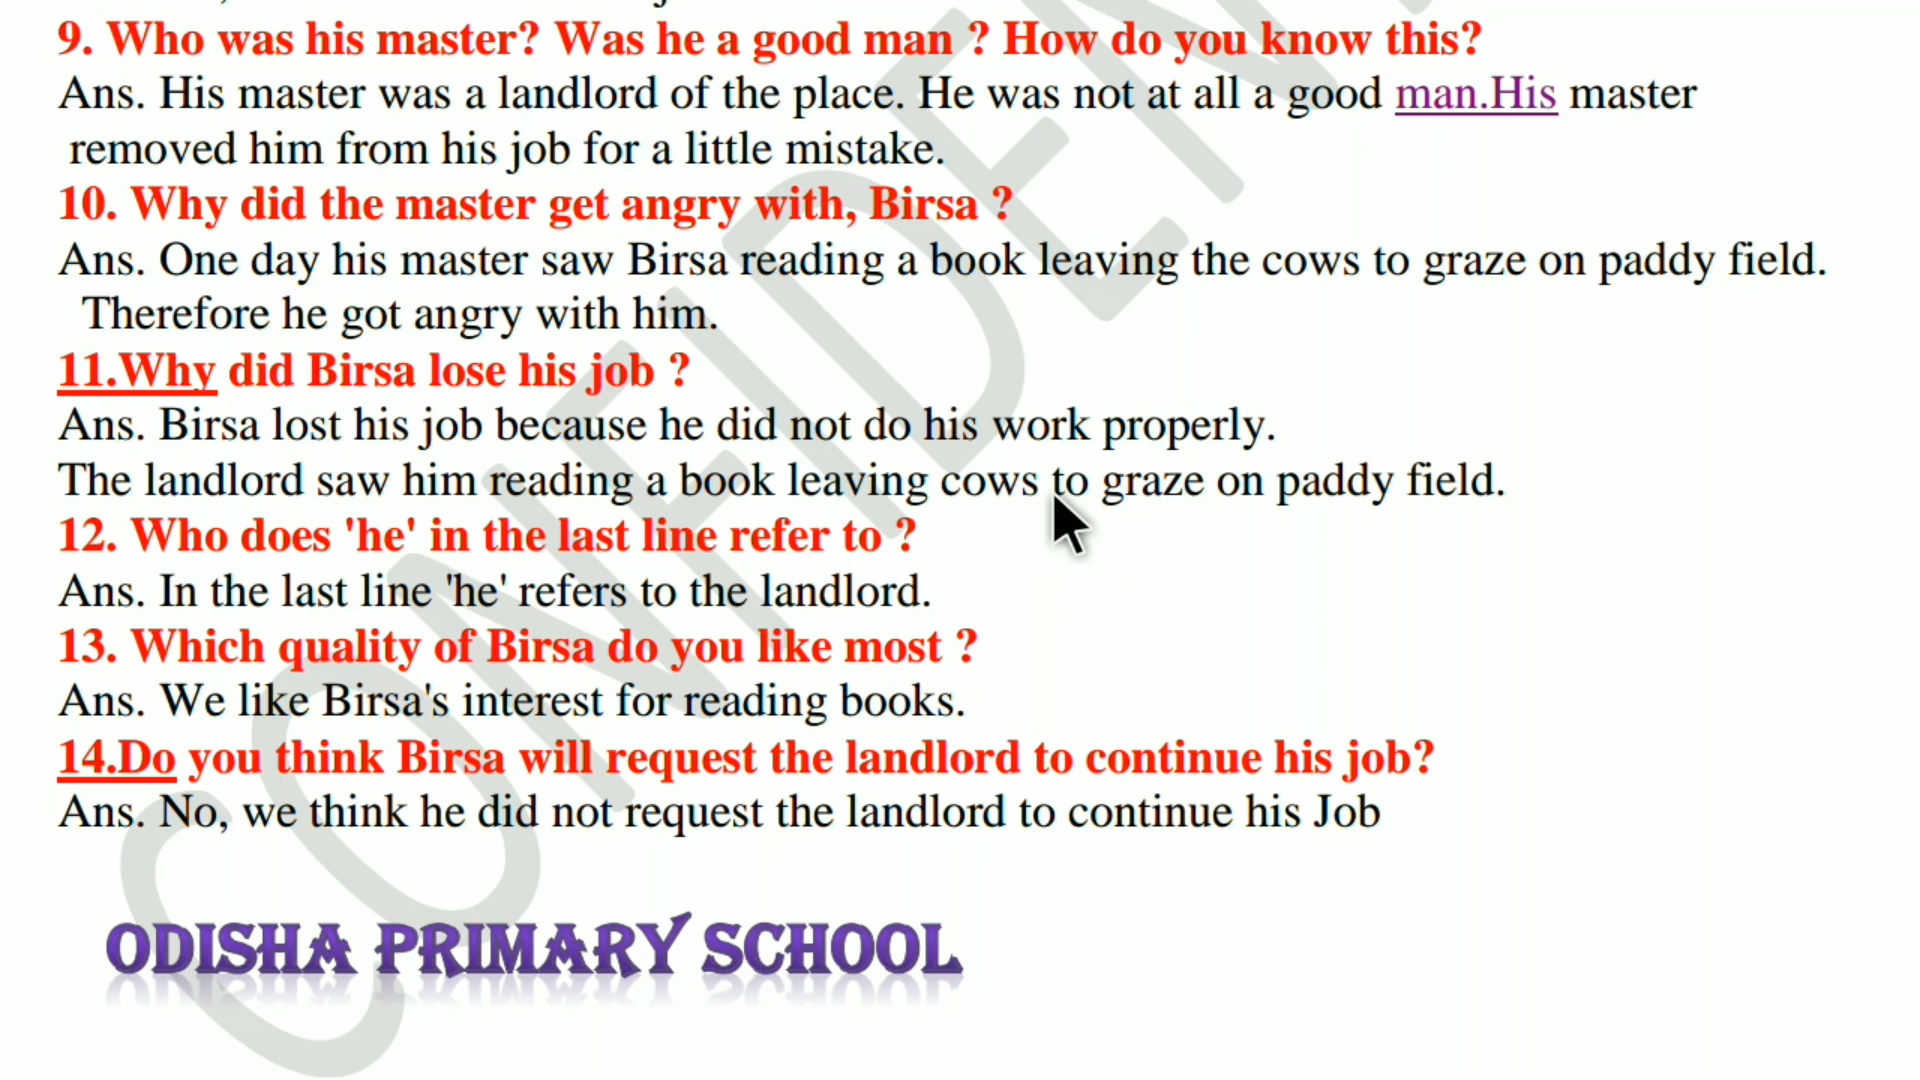 9. Who was his master? Was he a good man ? How do you know this?
Ans. His master was a landlord of the place. He was not at all a good man.His master
removed him from his job for a little mistake.
10. Why did the master get angry with, Birsa ?
Ans. One day his master saw Birsa reading a book leaving the cows to graze on paddy field.
Therefore he got angry with him.
11.Why did Birsa lose his job ?
Ans. Birsa lost his job because he did not do his work properly.
The landlord saw him reading a book leaving cows to graze on paddy field.
12. Who does 'he' in the last line refer to ?
Ans. In the last line 'he' refers to the landlord.
13. Which quality of Birsa do you like most ?
Ans. We like Birsa's interest for reading books.
14.Do you think Birsa will request the landlord to continue his job?
Ans. No, we think he did not request the landlord to continue his Job
ODISHA PRIMARY SCHOOL